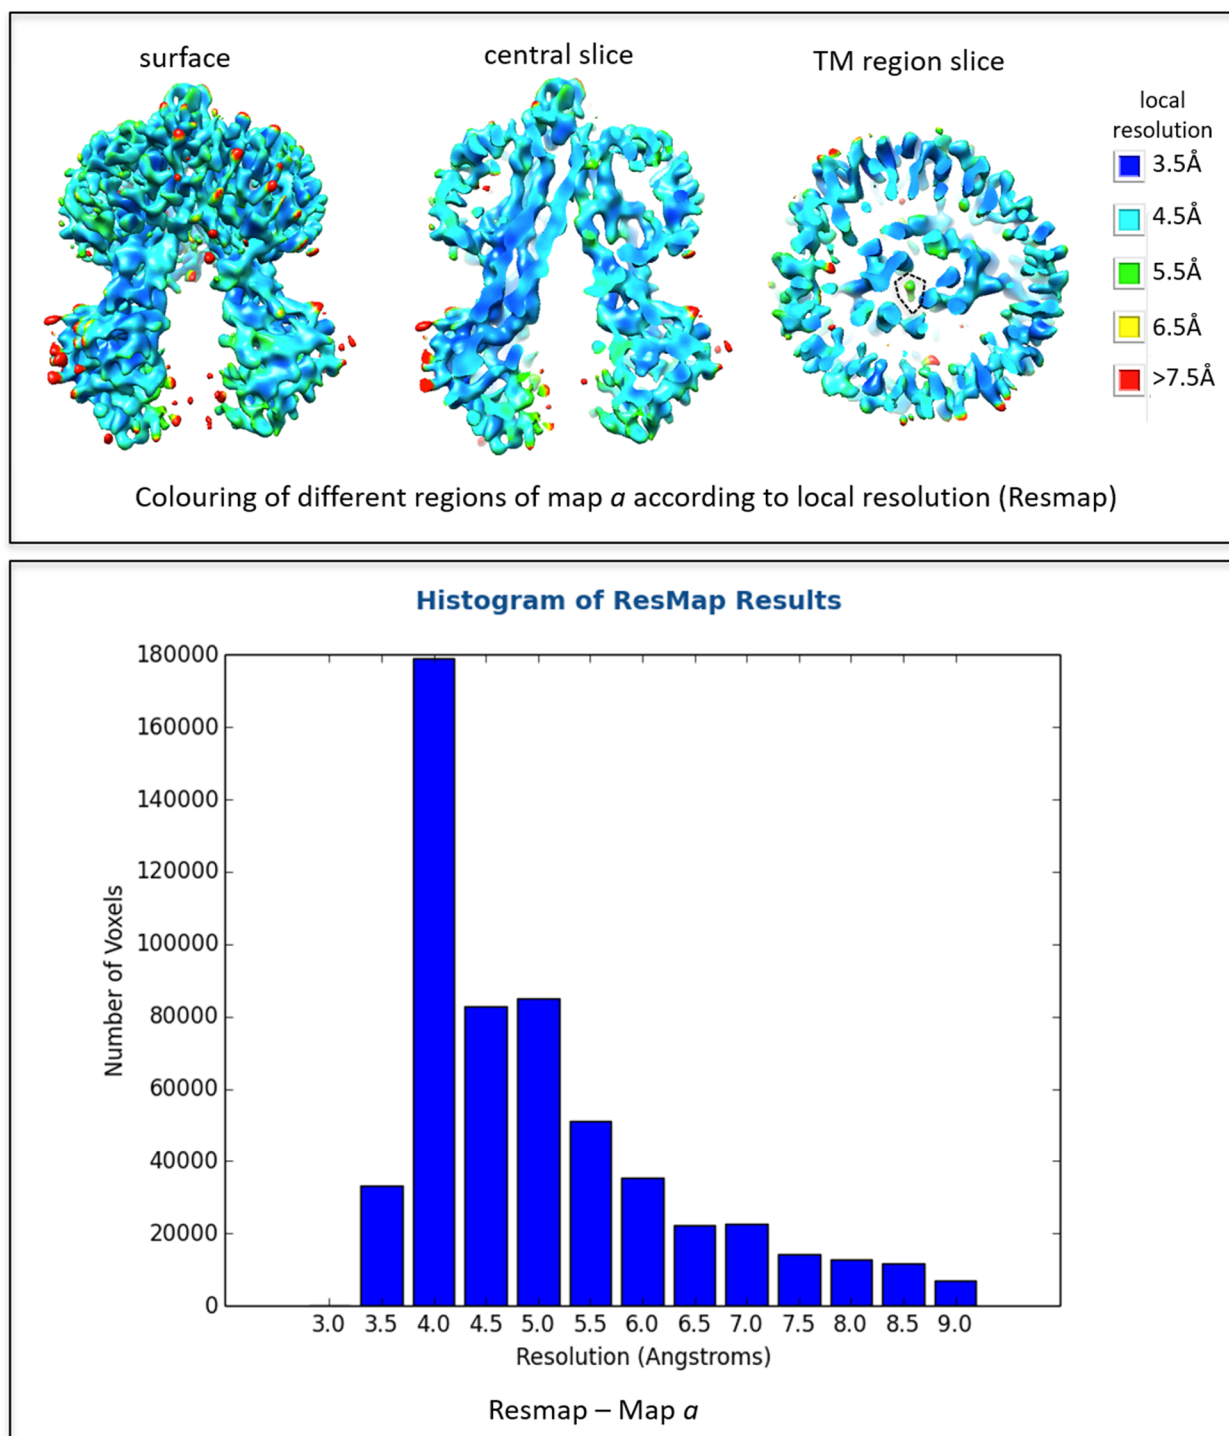 surface
central slice
TM region slice
local
resolution
3.5Å
4.5Å
5.5Å
6.5Å
>7.5Å
Colouring of different regions of map a according to local resolution (Resmap)
Histogram of ResMap Results
180000
160000
140000
120000
100000
80000
60000
40000
20000
0
Number of Voxels
3.0 3.5 4.0 4.5 5.0 5.5 6.0 6.5 7.0 7.5 8.0 8.5 9.0
Resolution (Angstroms)
Resmap – Map a